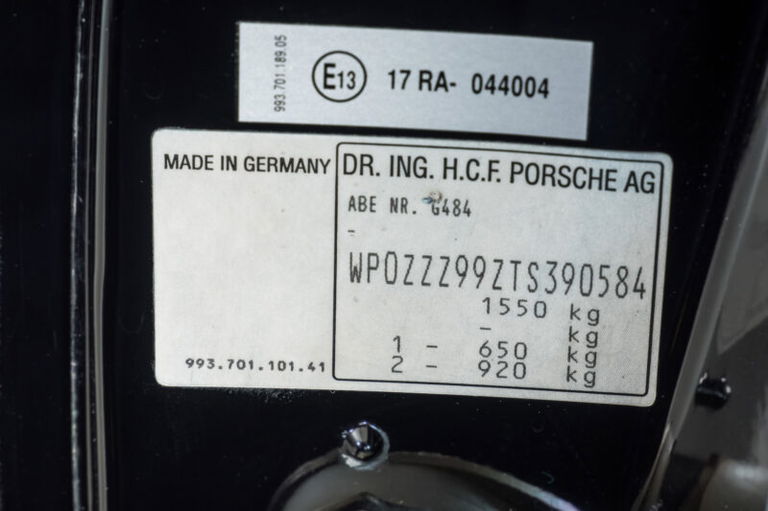 993.701.189.05
E13 17 RA- 044004
MADE IN GERMANY
DR. ING. H.C.F. PORSCHE AG
ABE NR. G484
-
WP0ZZZ99ZTS390584
1550 kg
- kg
1 - 650 kg
2 - 920 kg
993.701.101.41